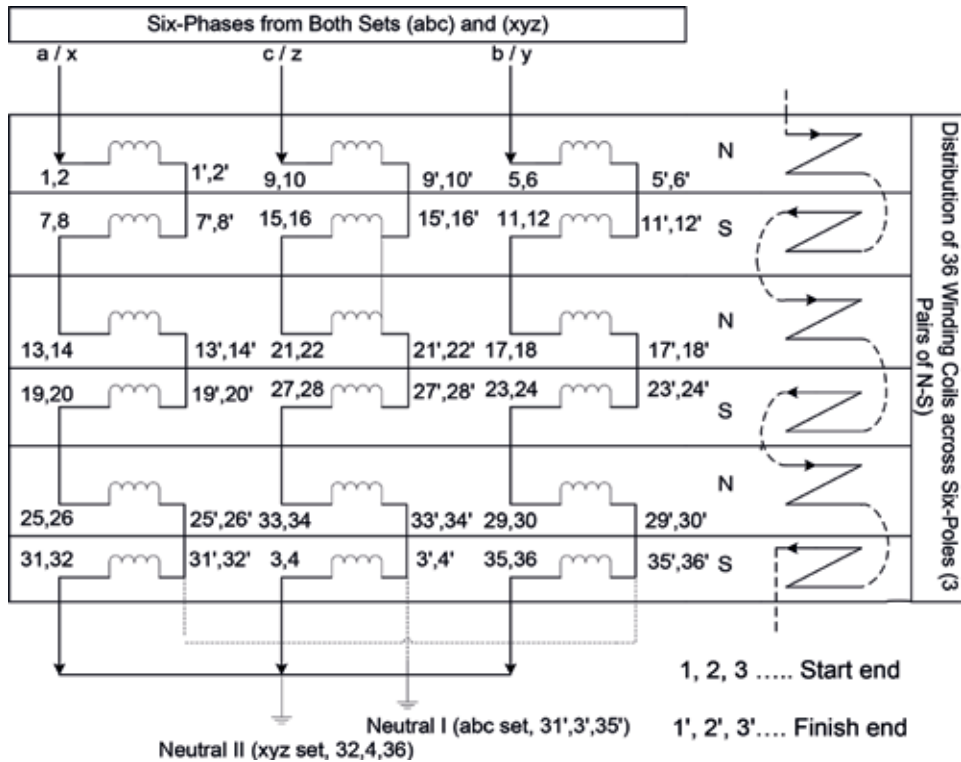 Six-Phases from Both Sets (abc) and (xyz)
a / x c / z b / y
1,2 1',2' 9,10 9',10' 5,6 5',6' N
7,8 7',8' 15,16 15',16' 11,12 11',12' S
13,14 13',14' 21,22 21',22' 17,18 17',18' N
19,20 19',20' 27,28 27',28' 23,24 23',24' S
25,26 25',26' 33,34 33',34' 29,30 29',30' N
31,32 31',32' 3,4 3',4' 35,36 35',36' S
Distribution of 36 Winding Coils across Six-Poles (3
Pairs of N-S)
1, 2, 3 ..... Start end
Neutral I (abc set, 31',3',35')
1', 2', 3'.... Finish end
Neutral II (xyz set, 32,4,36)